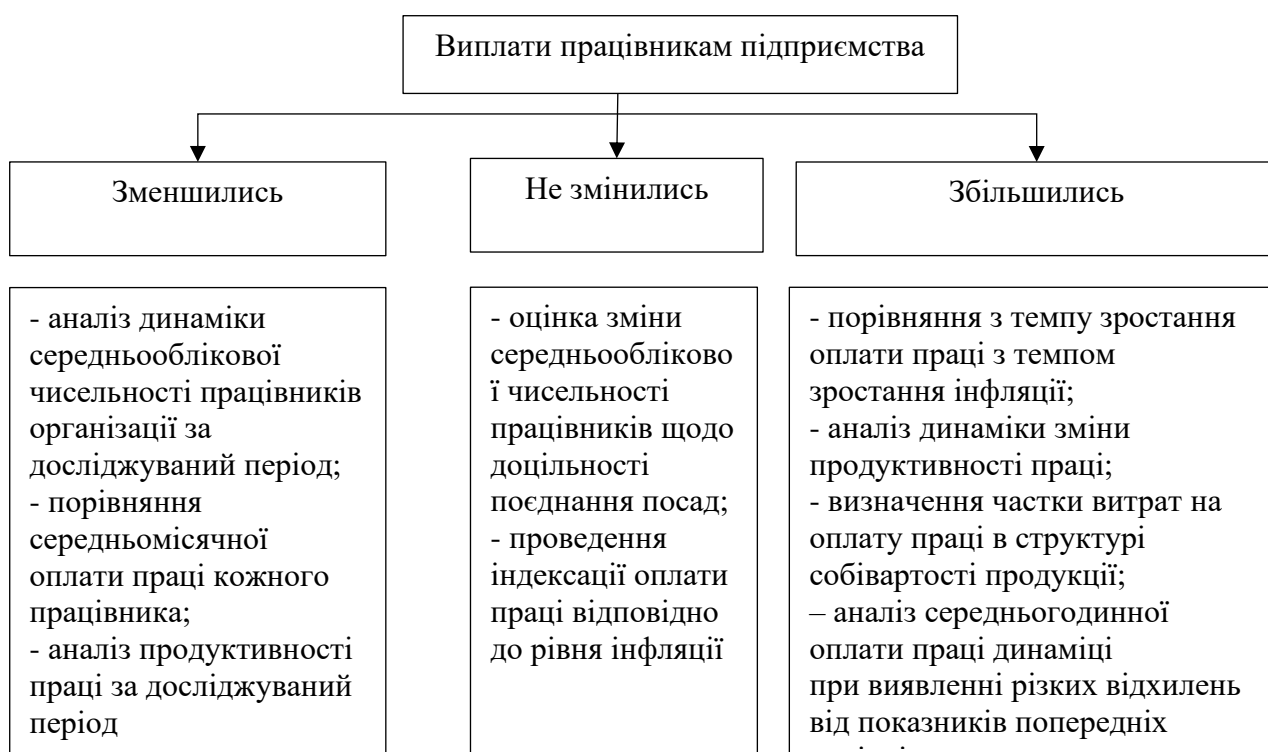 Виплати працівникам підприємства
Зменшились
Не змінились
Збільшились
- аналіз динаміки
середньооблікової
чисельності працівників
організації за
досліджуваний період;
- порівняння
середньомісячної
оплати праці кожного
працівника;
- аналіз продуктивності
праці за досліджуваний
період
- оцінка зміни
середньообліково
ї чисельності
працівників щодо
доцільності
поєднання посад;
- проведення
індексації оплати
праці відповідно
до рівня інфляції
- порівняння з темпу зростання
оплати праці з темпом
зростання інфляції;
- аналіз динаміки зміни
продуктивності праці;
- визначення частки витрат на
оплату праці в структурі
собівартості продукції;
– аналіз середньогодинної
оплати праці динаміці
при виявленні різких відхилень
від показників попередніх